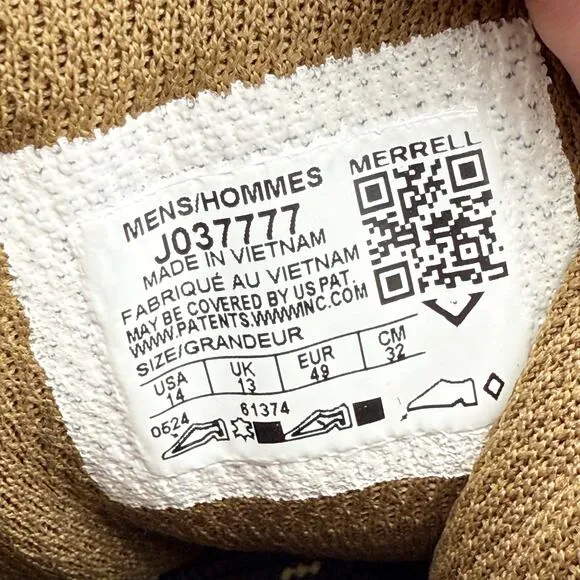 MERRELL
MENS/HOMMES
J037777
MADE IN VIETNAM
FABRIQUÉ AU VIETNAM
MAY BE COVERED BY US PAT.
WWW.PATENTS.WWWINC.COM
SIZE/GRANDEUR
USA UK EUR CM
14 13 49 32
0524 61374